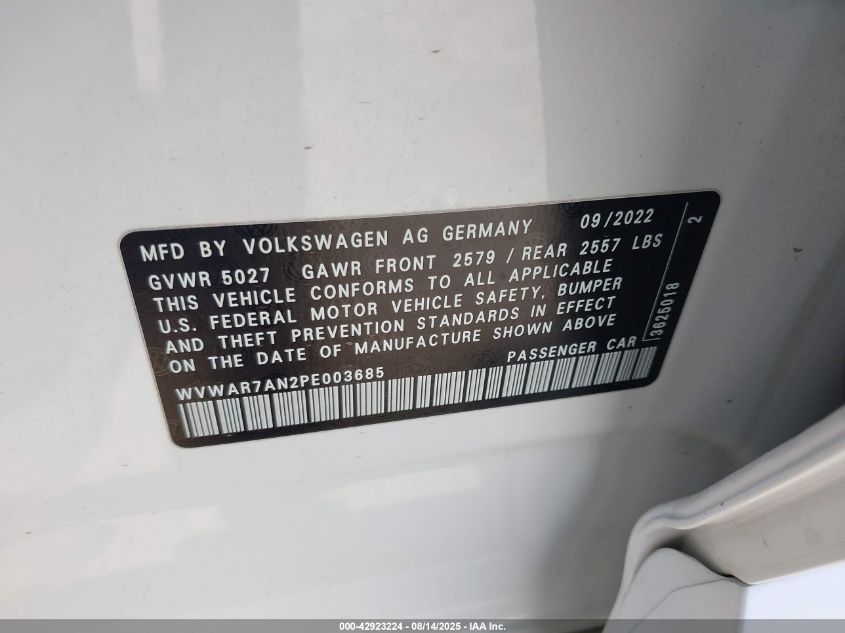 MFD BY VOLKSWAGEN AG GERMANY 09/2022
GVWR 5027 GAWR FRONT 2579 / REAR 2557 LBS
THIS VEHICLE CONFORMS TO ALL APPLICABLE
U.S. FEDERAL MOTOR VEHICLE SAFETY, BUMPER
AND THEFT PREVENTION STANDARDS IN EFFECT
ON THE DATE OF MANUFACTURE SHOWN ABOVE
WVWAR7AN2PE003685 PASSENGER CAR
3625018 2
000-42923224 - 08/14/2025 - IAA Inc.